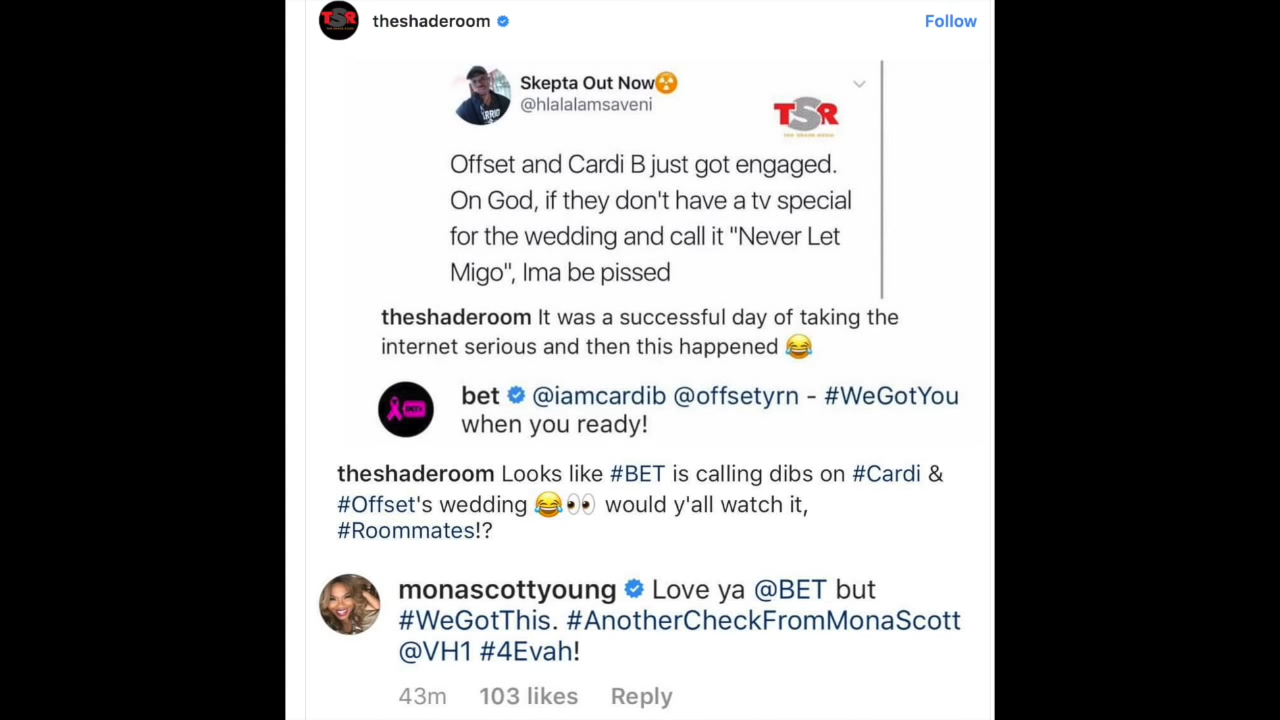 TSR
theshaderoom
Follow
Skepta Out Now☢️
@hlalalamsaveni
TSR
THE SHADE ROOM
Offset and Cardi B just got engaged.
On God, if they don't have a tv special
for the wedding and call it "Never Let
Migo", Ima be pissed
theshaderoom It was a successful day of taking the
internet serious and then this happened 😂
bet @iamcardib @offsetyrn - #WeGotYou
when you ready!
theshaderoom Looks like #BET is calling dibs on #Cardi &
#Offset's wedding 😂👀 would y'all watch it,
#Roommates!?
monascottyoung Love ya @BET but
#WeGotThis. #AnotherCheckFromMonaScott
@VH1 #4Evah!
43m 103 likes Reply